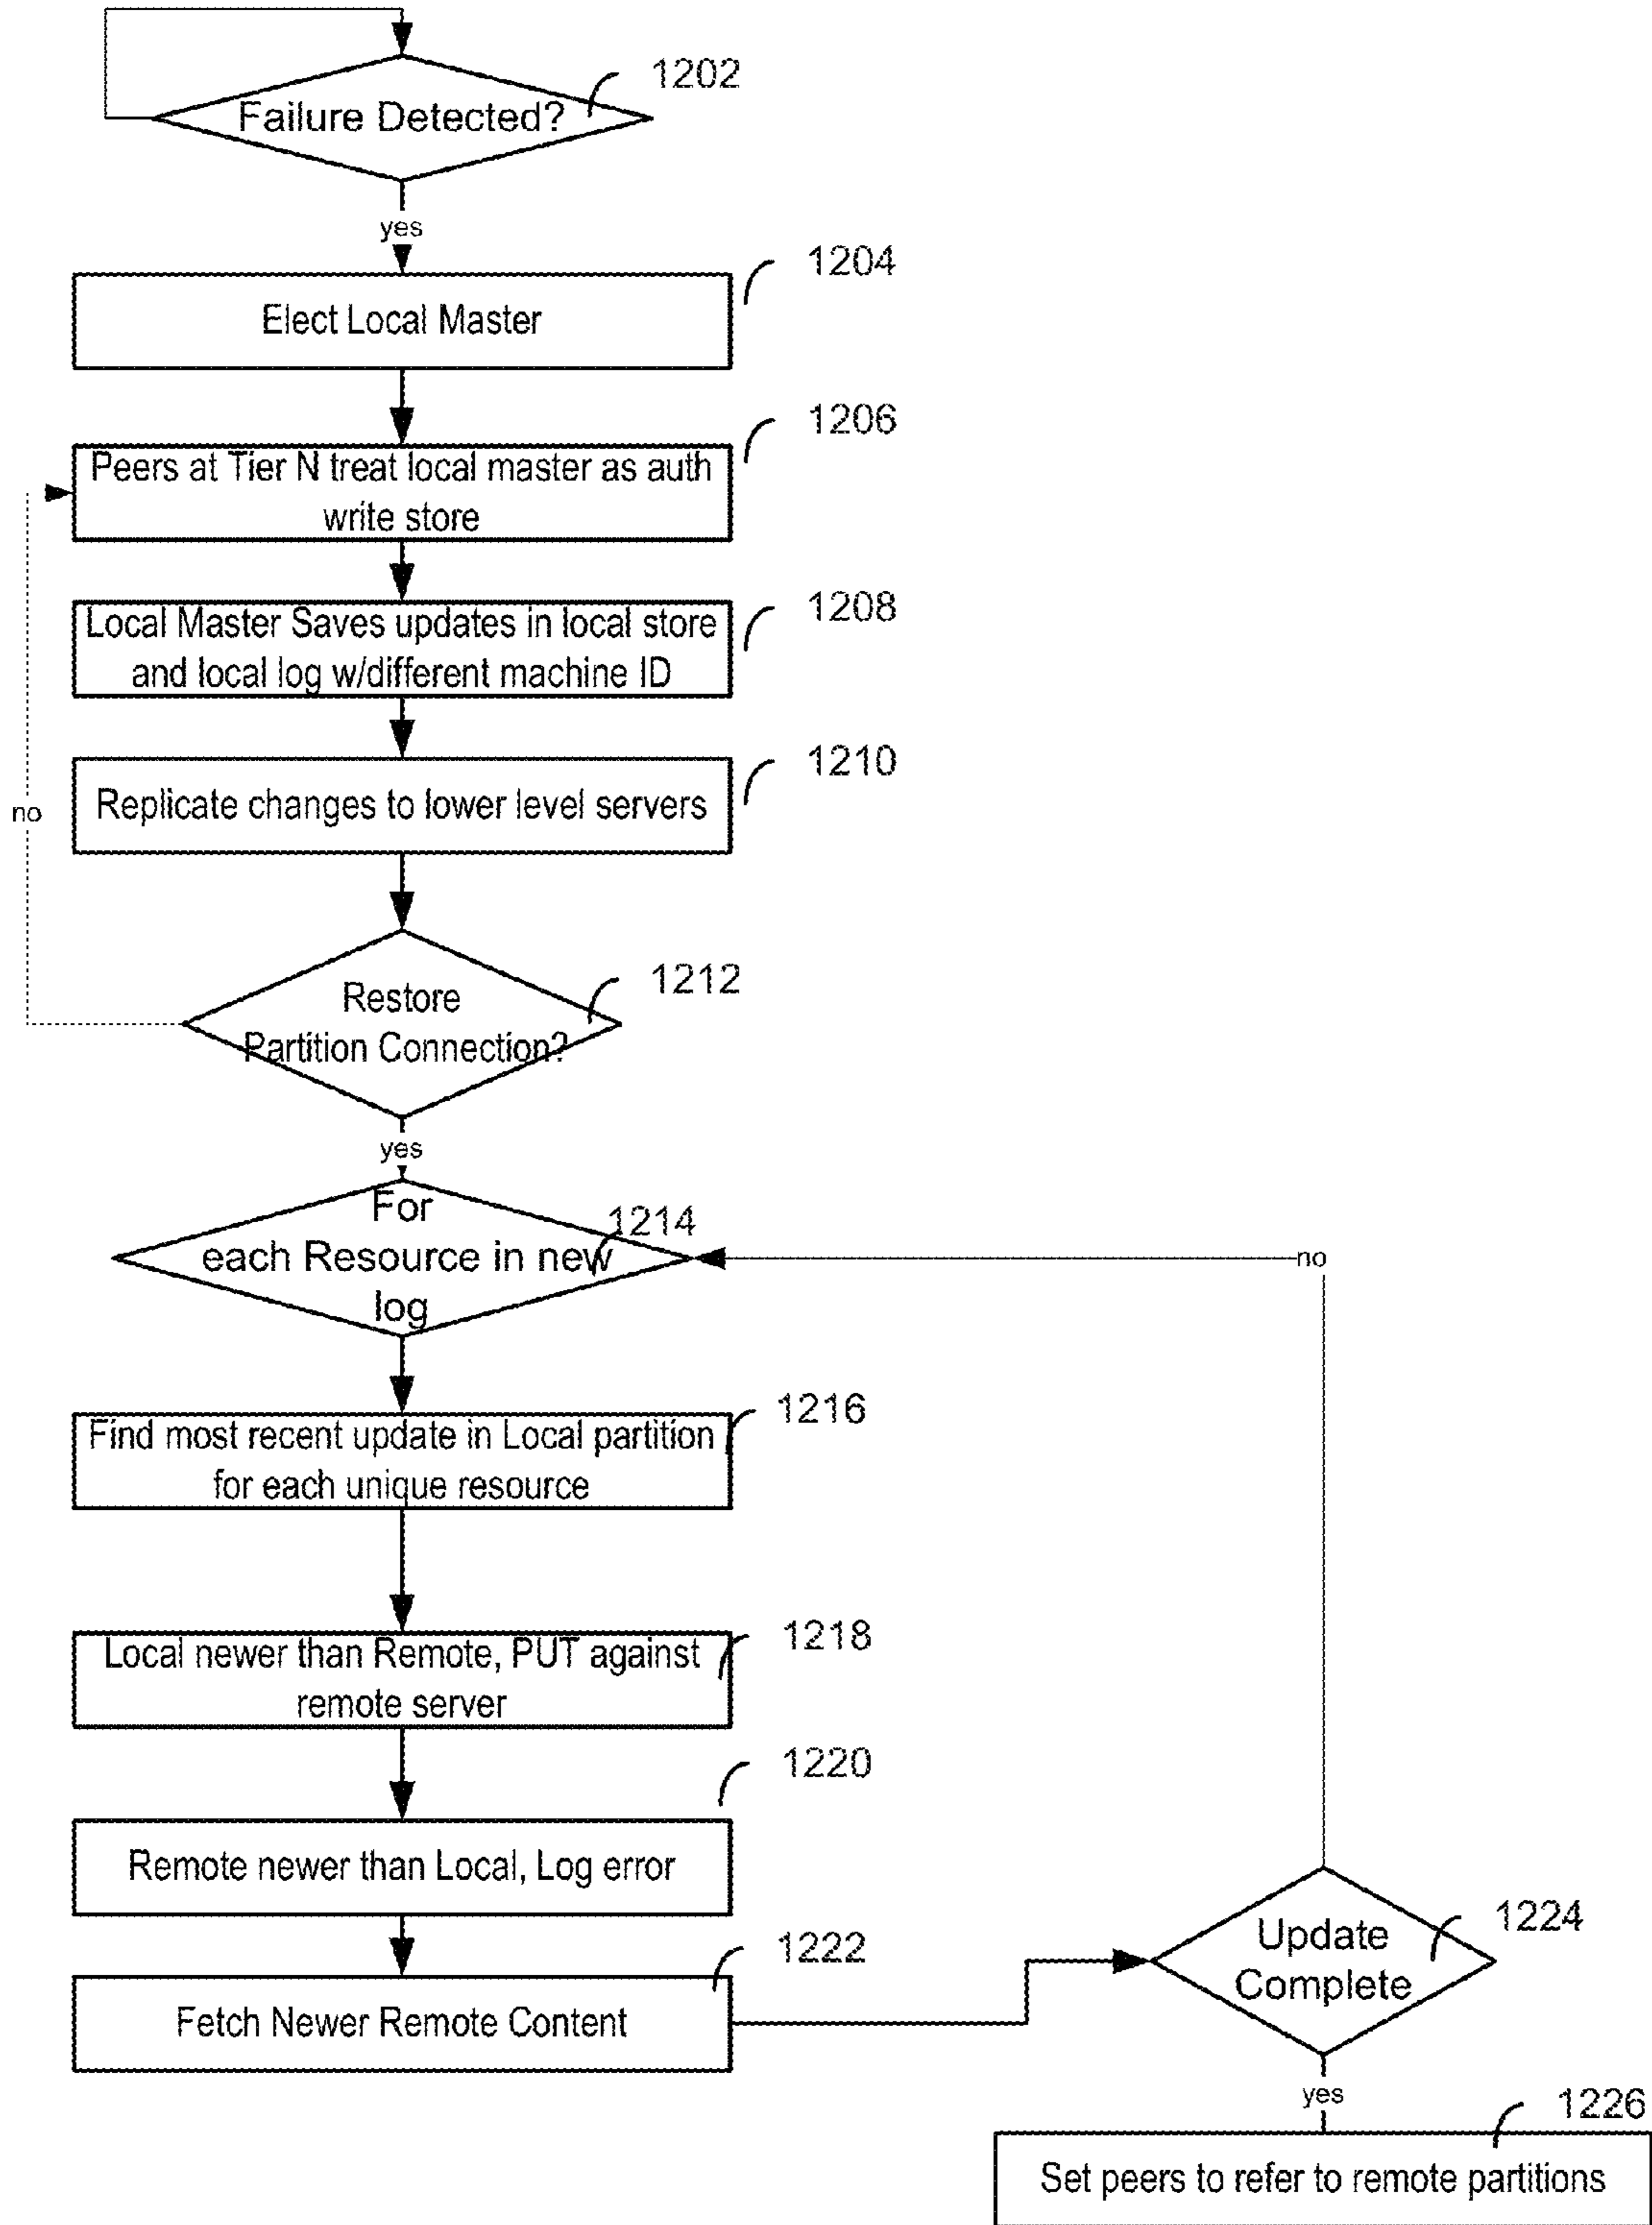 1202
Failure Detected?
yes
1204
Elect Local Master
1206
Peers at Tier N treat local master as auth
write store
1208
Local Master Saves updates in local store
and local log w/different machine ID
1210
Replicate changes to lower level servers
no
1212
Restore
Partition Connection?
yes
For
1214
each Resource in new
log
no
1216
Find most recent update in Local partition
for each unique resource
1218
Local newer than Remote, PUT against
remote server
1220
Remote newer than Local, Log error
1222
Fetch Newer Remote Content
1224
Update
Complete
yes
1226
Set peers to refer to remote partitions